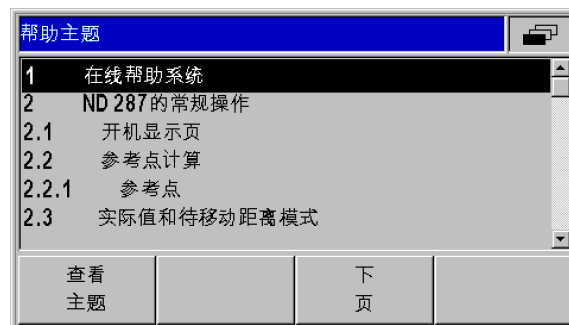 帮助主题
1 在线帮助系统
2 ND 287的常规操作
2.1 开机显示页
2.2 参考点计算
2.2.1 参考点
2.3 实际值和待移动距离模式
查看
主题
下
页